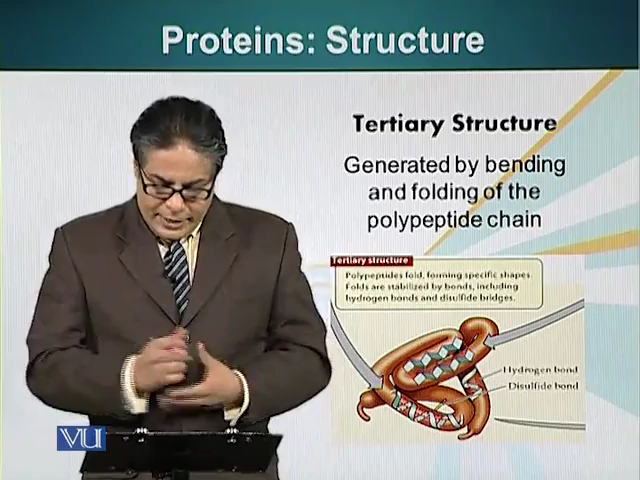 Proteins: Structure
Tertiary Structure
Generated by bending
and folding of the
polypeptide chain
Tertiary structure
Polypeptides fold, forming specific shapes.
Folds are stabilized by bonds, including
hydrogen bonds and disulfide bridges.
Hydrogen bond
Disulfide bond
VU